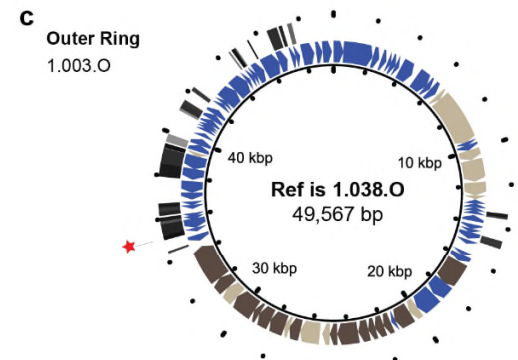 c
Outer Ring
1.003.O
40 kbp
10 kbp
Ref is 1.038.O
49,567 bp
30 kbp
20 kbp